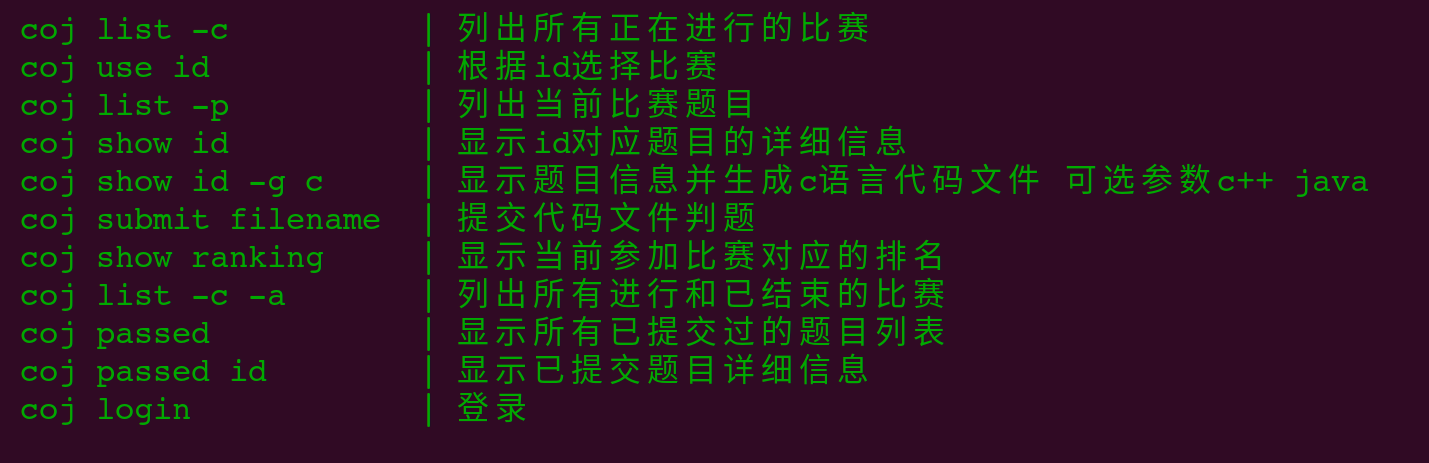 coj list -c | 列出所有正在进行的比赛
coj use id | 根据id选择比赛
coj list -p | 列出当前比赛题目
coj show id | 显示id对应题目的详细信息
coj show id -g c | 显示题目信息并生成c语言代码文件 可选参数c++ java
coj submit filename | 提交代码文件判题
coj show ranking | 显示当前参加比赛对应的排名
coj list -c -a | 列出所有进行和已结束的比赛
coj passed | 显示所有已提交过的题目列表
coj passed id | 显示已提交题目详细信息
coj login | 登录